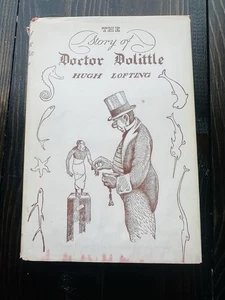 THE
Story of
Doctor Dolittle
HUGH LOFTING